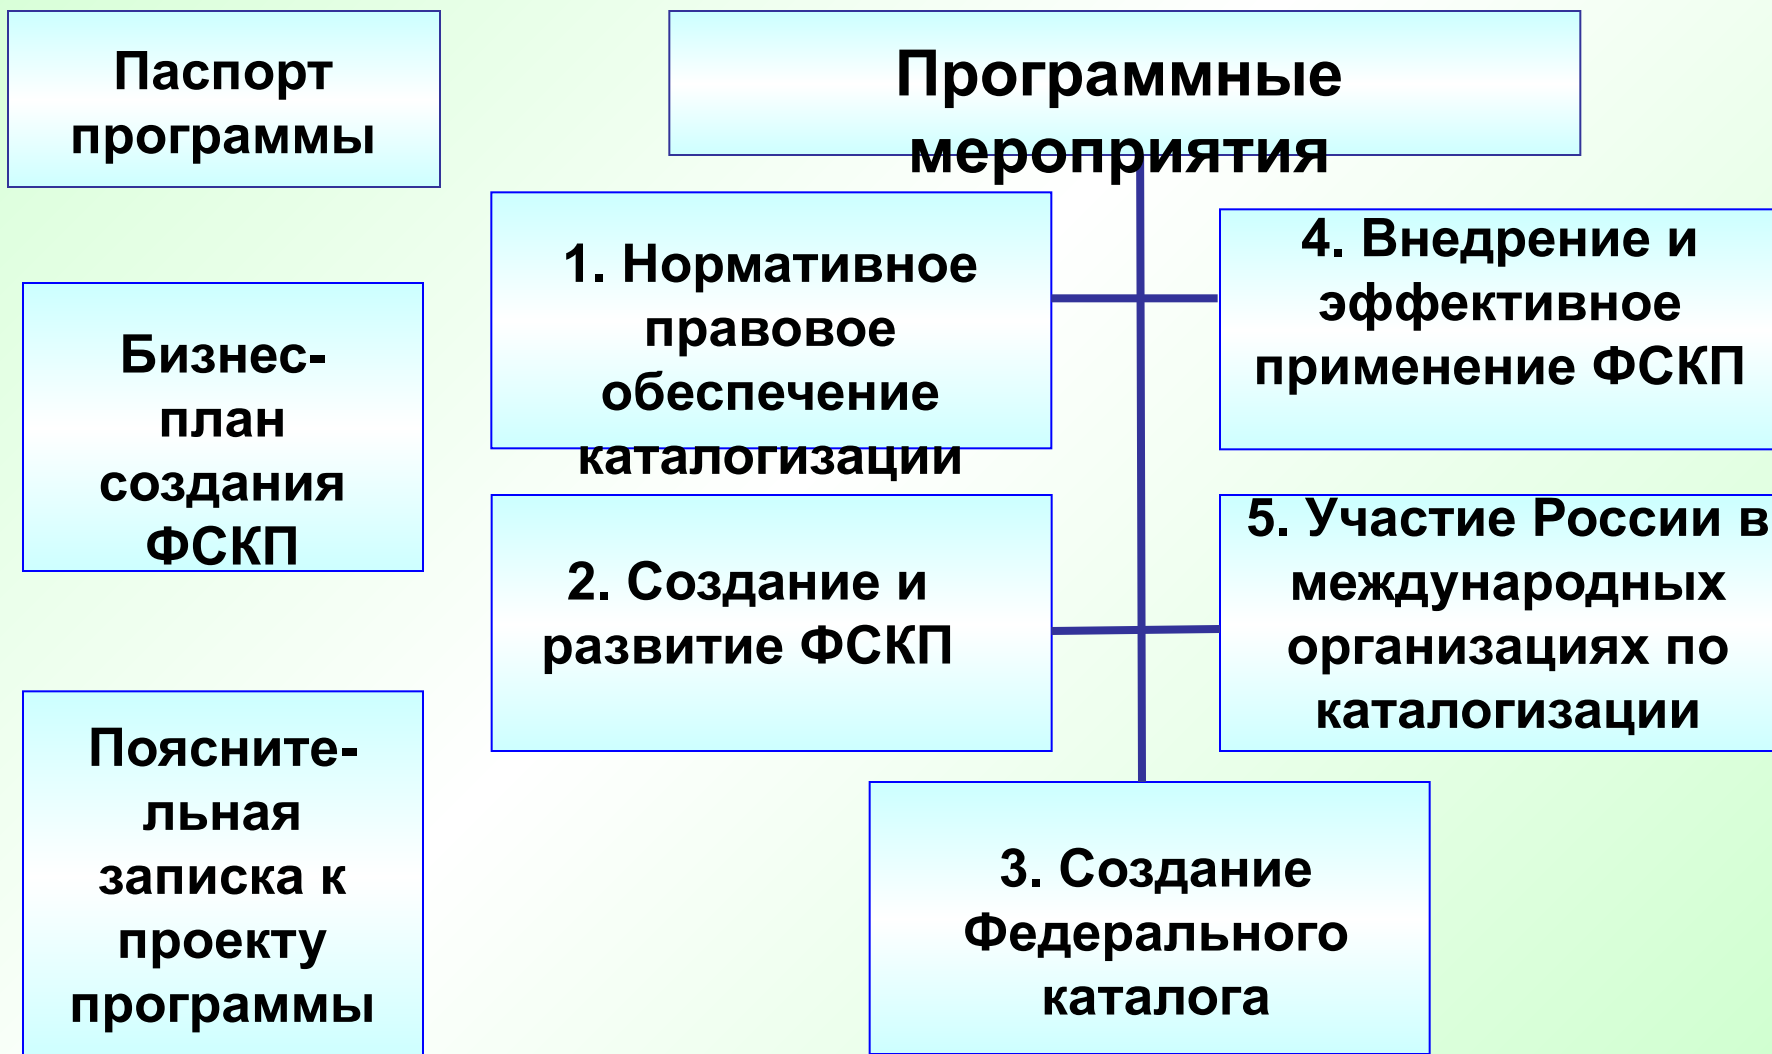 Паспорт
программы
Программные
мероприятия
Бизнес-
план
создания
ФСКП
Поясните-
льная
записка к
проекту
программы
1. Нормативное
правовое
обеспечение
каталогизации
2. Создание и
развитие ФСКП
3. Создание
Федерального
каталога
4. Внедрение и
эффективное
применение ФСКП
5. Участие России в
международных
организациях по
каталогизации